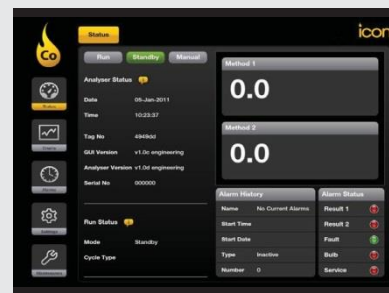 Co
Status
icon
Run Standby Manual
Analyser Status
Date 05-Jan-2011
Time 10:23:37
Tag No 4949dd
GUI Version v1.0c engineering
Analyser Version v1.0d engineering
Serial No 000000
Run Status
Mode Standby
Cycle Type
Method 1
0.0
Method 2
0.0
Alarm History
Name No Current Alarms
Start Time
Start Date
Type Inactive
Number 0
Alarm Status
Result 1
Result 2
Fault
Bulb
Service
Status
Alarms
Settings
Maintenance